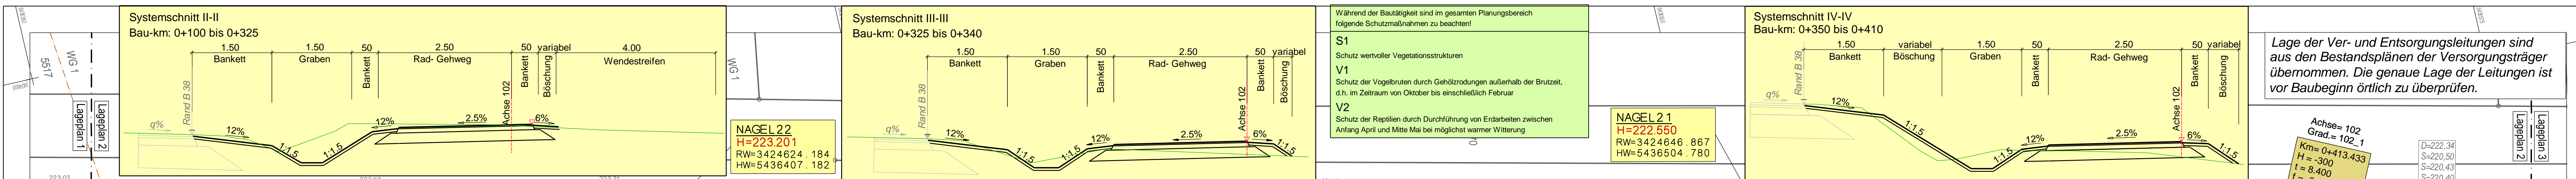 WG 1
5517
Lageplan 1
Lageplan 2
Systemschnitt II-II
Bau-km: 0+100 bis 0+325
1.50 1.50 50 2.50 50 variabel 4.00
Bankett Graben Bankett Rad- Gehweg Bankett Böschung Wendestreifen
Rand B 38
Achse 102
q% 12% 1:1.5 1:1.5 12% 2.5% 6%
WG 1
NAGEL 22
H=223.201
RW=3424624.184
HW=5436407.182
Systemschnitt III-III
Bau-km: 0+325 bis 0+340
1.50 1.50 50 2.50 50 variabel
Bankett Graben Bankett Rad- Gehweg Bankett Böschung
Rand B 38
Achse 102
q% 12% 1:1.5 1:1.5 12% 2.5% 6% 1:1.5
Während der Bautätigkeit sind im gesamten Planungsbereich
folgende Schutzmaßnahmen zu beachten!
S1
Schutz wertvoller Vegetationsstrukturen
V1
Schutz der Vogelbruten durch Gehölzrodungen außerhalb der Brutzeit,
d.h. im Zeitraum von Oktober bis einschließlich Februar
V2
Schutz der Reptilien durch Durchführung von Erdarbeiten zwischen
Anfang April und Mitte Mai bei möglichst warmer Witterung
NAGEL 21
H=222.550
RW=3424646.867
HW=5436504.780
Systemschnitt IV-IV
Bau-km: 0+350 bis 0+410
1.50 variabel 1.50 50 2.50 50 variabel
Bankett Böschung Graben Bankett Rad- Gehweg Bankett Böschung
Rand B 38
Achse 102
q% 12% 1:1.5 1:1.5 12% 2.5% 6% 1:1.5
Lage der Ver- und Entsorgungsleitungen sind
aus den Bestandsplänen der Versorgungsträger
übernommen. Die genaue Lage der Leitungen ist
vor Baubeginn örtlich zu überprüfen.
Achse= 102
Grad.= 102_1
Km= 0+413.433
H = -300
t = 8.400
D=222,34
S=220,50
S=220,43
Lageplan 2
Lageplan 3